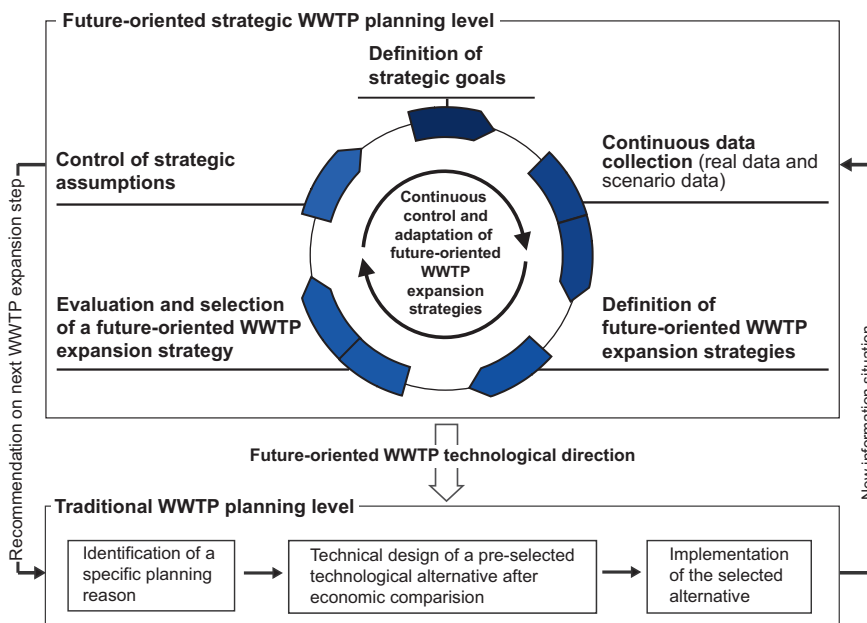 Future-oriented strategic WWTP planning level
Definition of
strategic goals
Control of strategic
assumptions
Continuous data
collection (real data and
scenario data)
Continuous
control and
adaptation of
future-oriented
WWTP
expansion
strategies
Evaluation and selection
of a future-oriented WWTP
expansion strategy
Definition of
future-oriented WWTP
expansion strategies
Recommendation on next WWTP expansion step
New information situation
Future-oriented WWTP technological direction
Traditional WWTP planning level
Identification of a
specific planning
reason
Technical design of a pre-selected
technological alternative after
economic comparision
Implementation
of the selected
alternative